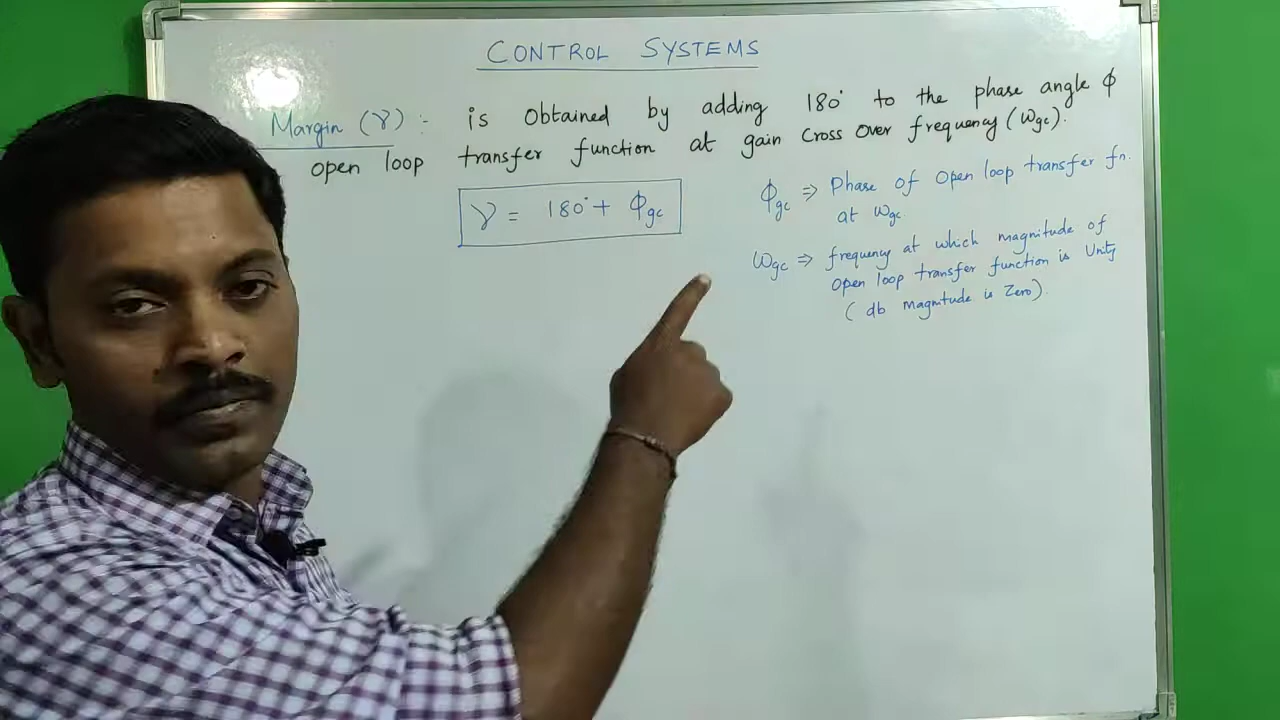 CONTROL SYSTEMS
Margin (γ) :- is obtained by adding 180° to the phase angle ϕ
open loop transfer function at gain cross over frequency (ωgc).
γ = 180° + ϕgc
ϕgc ⇒ Phase of open loop transfer fn.
at ωgc
ωgc ⇒ frequency at which magnitude of
open loop transfer function is Unity
( db magnitude is Zero).